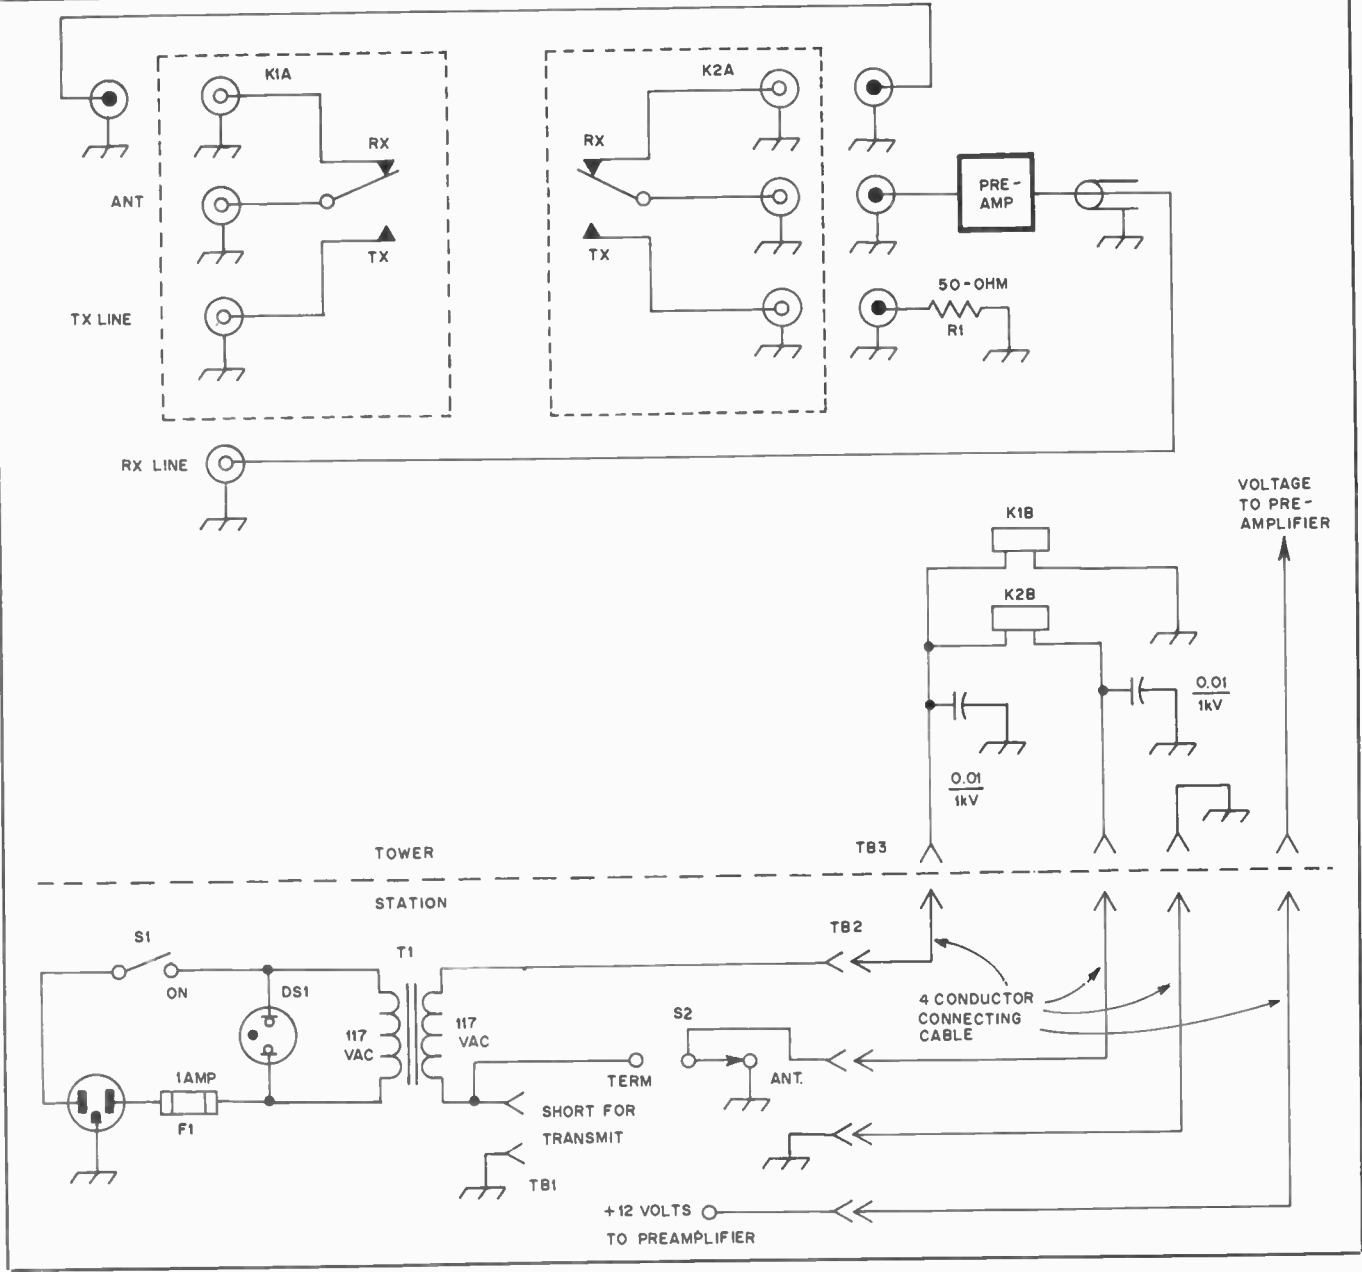 K1A
K2A
RX
RX
PRE-
AMP
ANT
TX
TX
50-OHM
R1
TX LINE
RX LINE
VOLTAGE
TO PRE-
AMPLIFIER
K1B
K2B
0.01
1kV
0.01
1kV
TB3
TOWER
STATION
S1
ON
DS1
T1
117
VAC
117
VAC
1AMP
F1
TB2
S2
TERM
ANT.
4 CONDUCTOR
CONNECTING
CABLE
SHORT FOR
TRANSMIT
TB1
+12 VOLTS
TO PREAMPLIFIER